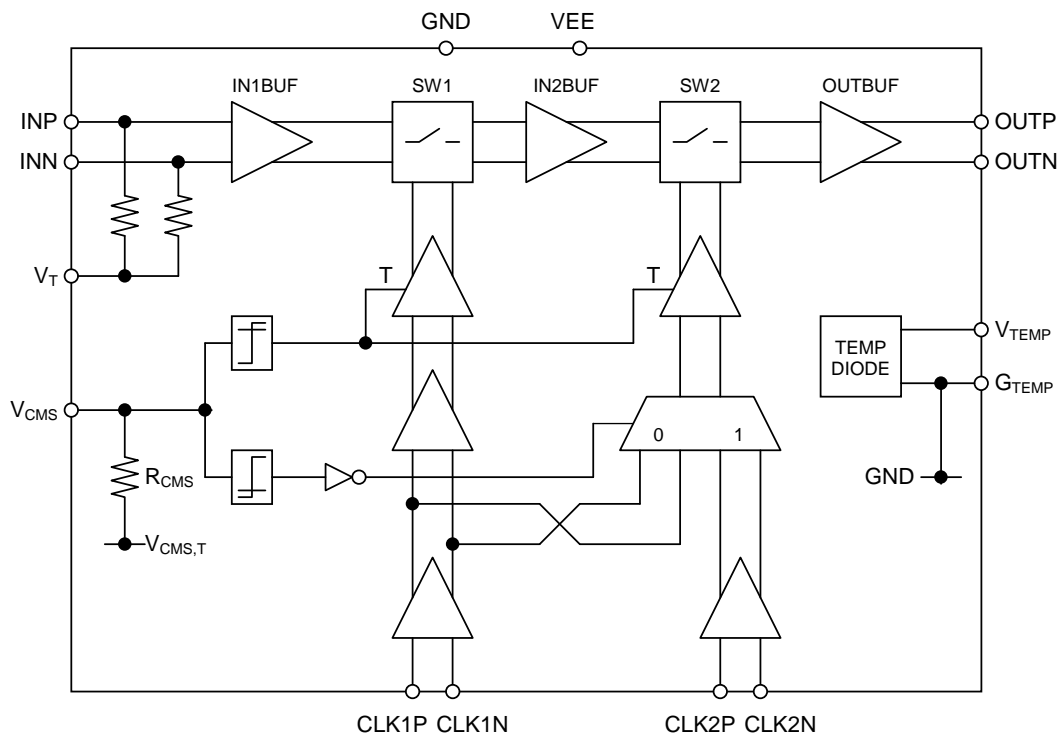 GND VEE
IN1BUF SW1 IN2BUF SW2 OUTBUF
INP OUTP
INN OUTN
VT T T
VTEMP
TEMP
DIODE
GTEMP
VCMS
0 1
RCMS GND
VCMS,T
CLK1P CLK1N CLK2P CLK2N